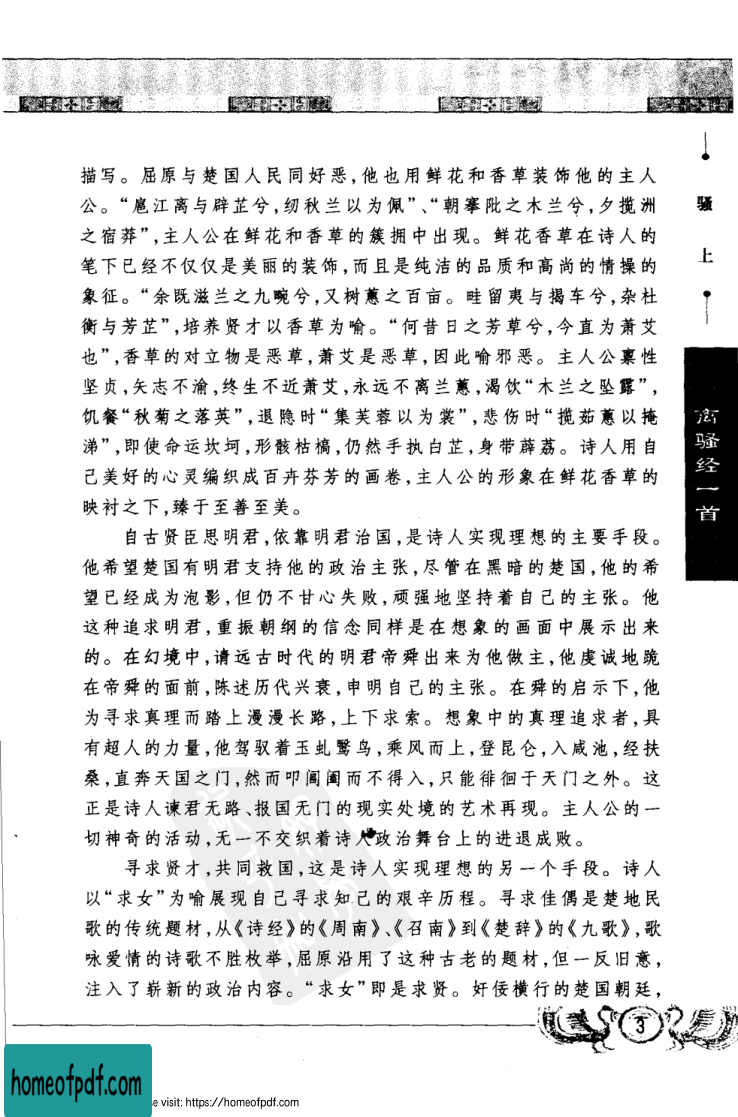 描写。屈原与楚国人民同好恶,他也用鲜花和香草装饰他的主人
公。“扈江离与辟芷兮,纫秋兰以为佩”、“朝搴阰之木兰兮,夕揽洲
之宿莽”,主人公在鲜花和香草的簇拥中出现。鲜花香草在诗人的
笔下已经不仅仅是美丽的装饰,而且是纯洁的品质和高尚的情操的
象征。“余既滋兰之九畹兮,又树蕙之百亩。畦留夷与揭车兮,杂杜
衡与芳芷”,培养贤才以香草为喻。“何昔日之芳草兮,今直为萧艾
也”,香草的对立物是恶草,萧艾是恶草,因此喻邪恶。主人公禀性
坚贞,矢志不渝,终生不近萧艾,永远不离兰蕙,渴饮“木兰之坠露”,
饥餐“秋菊之落英”,退隐时“集芙蓉以为裳”,悲伤时“揽茹蕙以掩
涕”,即使命运坎坷,形骸枯槁,仍然手执白芷,身带薜荔。诗人用自
己美好的心灵编织成百卉芬芳的画卷,主人公的形象在鲜花香草的
映衬之下,臻于至善至美。
自古贤臣思明君,依靠明君治国,是诗人实现理想的主要手段。
他希望楚国有明君支持他的政治主张,尽管在黑暗的楚国,他的希
望已经成为泡影,但仍不甘心失败,顽强地坚持着自己的主张。他
这种追求明君,重振朝纲的信念同样是在想象的画面中展示出来
的。在幻境中,请远古时代的明君帝舜出来为他做主,他虔诚地跪
在帝舜的面前,陈述历代兴衰,申明自己的主张。在舜的启示下,他
为寻求真理而踏上漫漫长路,上下求索。想象中的真理追求者,具
有超人的力量,他驾驭着玉虬鹥鸟,乘风而上,登昆仑,入咸池,经扶
桑,直奔天国之门,然而叩阊阖而不得入,只能徘徊于天门之外。这
正是诗人谏君无路、报国无门的现实处境的艺术再现。主人公的一
切神奇的活动,无一不交织着诗人政治舞台上的进退成败。
寻求贤才,共同救国,这是诗人实现理想的另一个手段。诗人
以“求女”为喻展现自己寻求知己的艰辛历程。寻求佳偶是楚地民
歌的传统题材,从《诗经》的《周南》、《召南》到《楚辞》的《九歌》,歌
咏爱情的诗歌不胜枚举,屈原沿用了这种古老的题材,但一反旧意,
注入了崭新的政治内容。“求女”即是求贤。奸佞横行的楚国朝廷,
骚上
离骚经一首
3
homeofpdf.com
se visit: https://homeofpdf.com